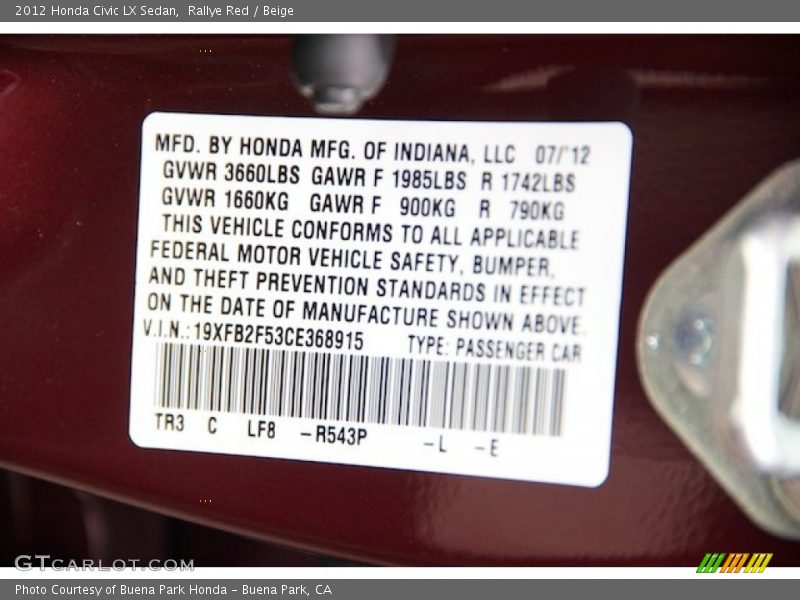 2012 Honda Civic LX Sedan,  Rallye Red / Beige
MFD. BY HONDA MFG. OF INDIANA, LLC 07/'12
GVWR 3660LBS GAWR F 1985LBS R 1742LBS
GVWR 1660KG GAWR F 900KG R 790KG
THIS VEHICLE CONFORMS TO ALL APPLICABLE
FEDERAL MOTOR VEHICLE SAFETY, BUMPER,
AND THEFT PREVENTION STANDARDS IN EFFECT
ON THE DATE OF MANUFACTURE SHOWN ABOVE.
V.I.N.: 19XFB2F53CE368915 TYPE: PASSENGER CAR
TR3 C LF8 -R543P -L -E
GTCARLOT.COM
Photo Courtesy of Buena Park Honda – Buena Park, CA